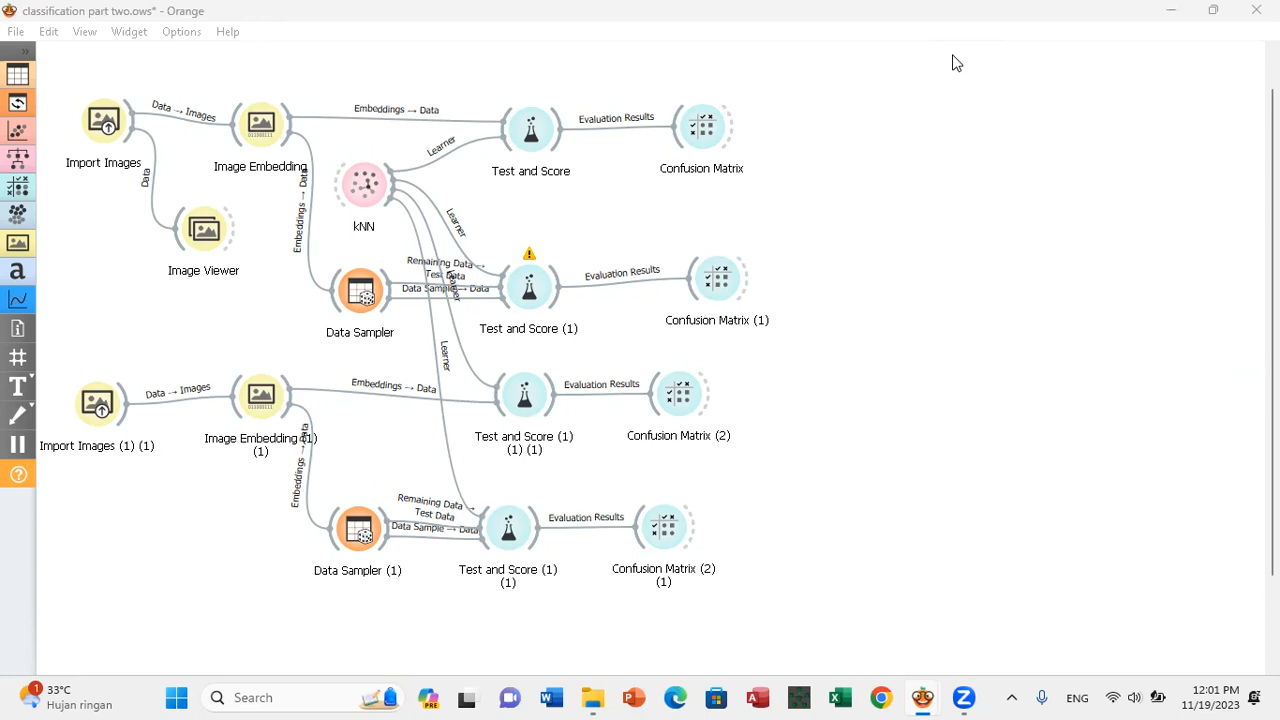 classification part two.ows* - Orange
File Edit View Widget Options Help
Data → Images
Embeddings → Data
Evaluation Results
Import Images
Image Embedding
Learner
Test and Score
Confusion Matrix
Data
Embeddings → Data
kNN
Learner
Image Viewer
Remaining Data →
Test Data
Data Sample → Data
Learner
Evaluation Results
Data Sampler
Test and Score (1)
Confusion Matrix (1)
Learner
Data → Images
Embeddings → Data
Evaluation Results
Import Images (1) (1)
Image Embedding (1)
(1)
Test and Score (1)
(1) (1)
Confusion Matrix (2)
Embeddings → Data
Remaining Data →
Test Data
Data Sample → Data
Evaluation Results
Data Sampler (1)
Test and Score (1)
(1)
Confusion Matrix (2)
(1)
1
33°C
Hujan ringan
Search
PRE
ENG
12:01 PM
11/19/2023